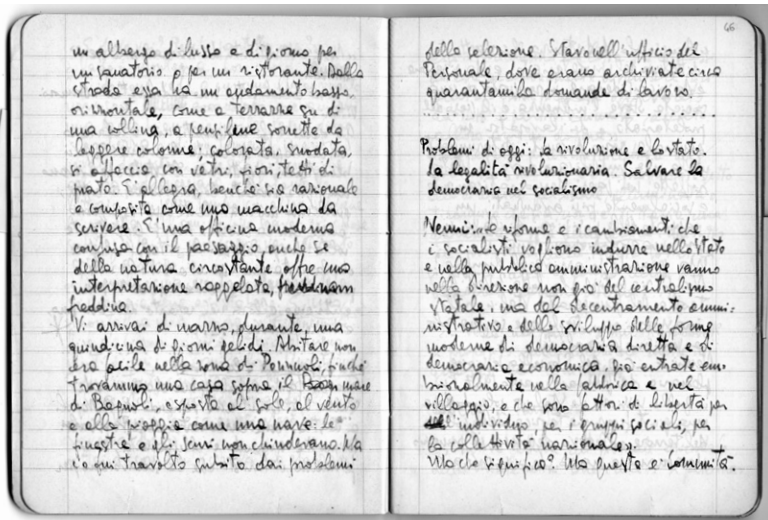 un albergo di lusso e di giorno per
un sanatorio o per un ristorante. Dalla
strada essa ha un andamento basso,
orizzontale, come a terrazze su di
una collina, a pensiline sorrette da
leggere colonne; colorata, snodata,
si affaccia con vetri, fiori, tetti di
prato. È allegra, benché sia razionale
e composita come una macchina da
scrivere. È una officina moderna
confusa con il paesaggio, anche se
della natura circostante offre una
interpretazione raggelata,
freddina.
Vi arrivai di marzo, durante una
quindicina di giorni gelidi. Abitare non
era facile nella zona di Pozzuoli, finché
trovammo una casa sopra il mare
di Bagnoli, esposta al sole, al vento
e alla pioggia come una nave: le
finestre e gli scuri non chiudevano. Ma
io fui travolto subito dai problemi
66
della selezione. Stavo nell'ufficio del
Personale, dove erano archiviate circa
quarantamila domande di lavoro.
. . . . . . . . . . . . . . . . . . . . . . . .
Problemi di oggi: la rivoluzione e lo stato.
La legalità rivoluzionaria. Salvare la
democrazia nel socialismo
Nenni: le riforme e i cambiamenti che
i socialisti vogliono indurre nello stato
e nella pubblica amministrazione vanno
nella direzione non già del centralismo
statale, ma del decentramento ammi-
nistrativo e dello sviluppo delle forme
moderne di democrazia diretta e di
democrazia economica, già entrate em-
brionalmente nella fabbrica e nel
villaggio, e che sono fattori di libertà per
individuo, per i gruppi sociali, per
la collettività nazionale».
Ma che significa? Ma questa è Comunità.